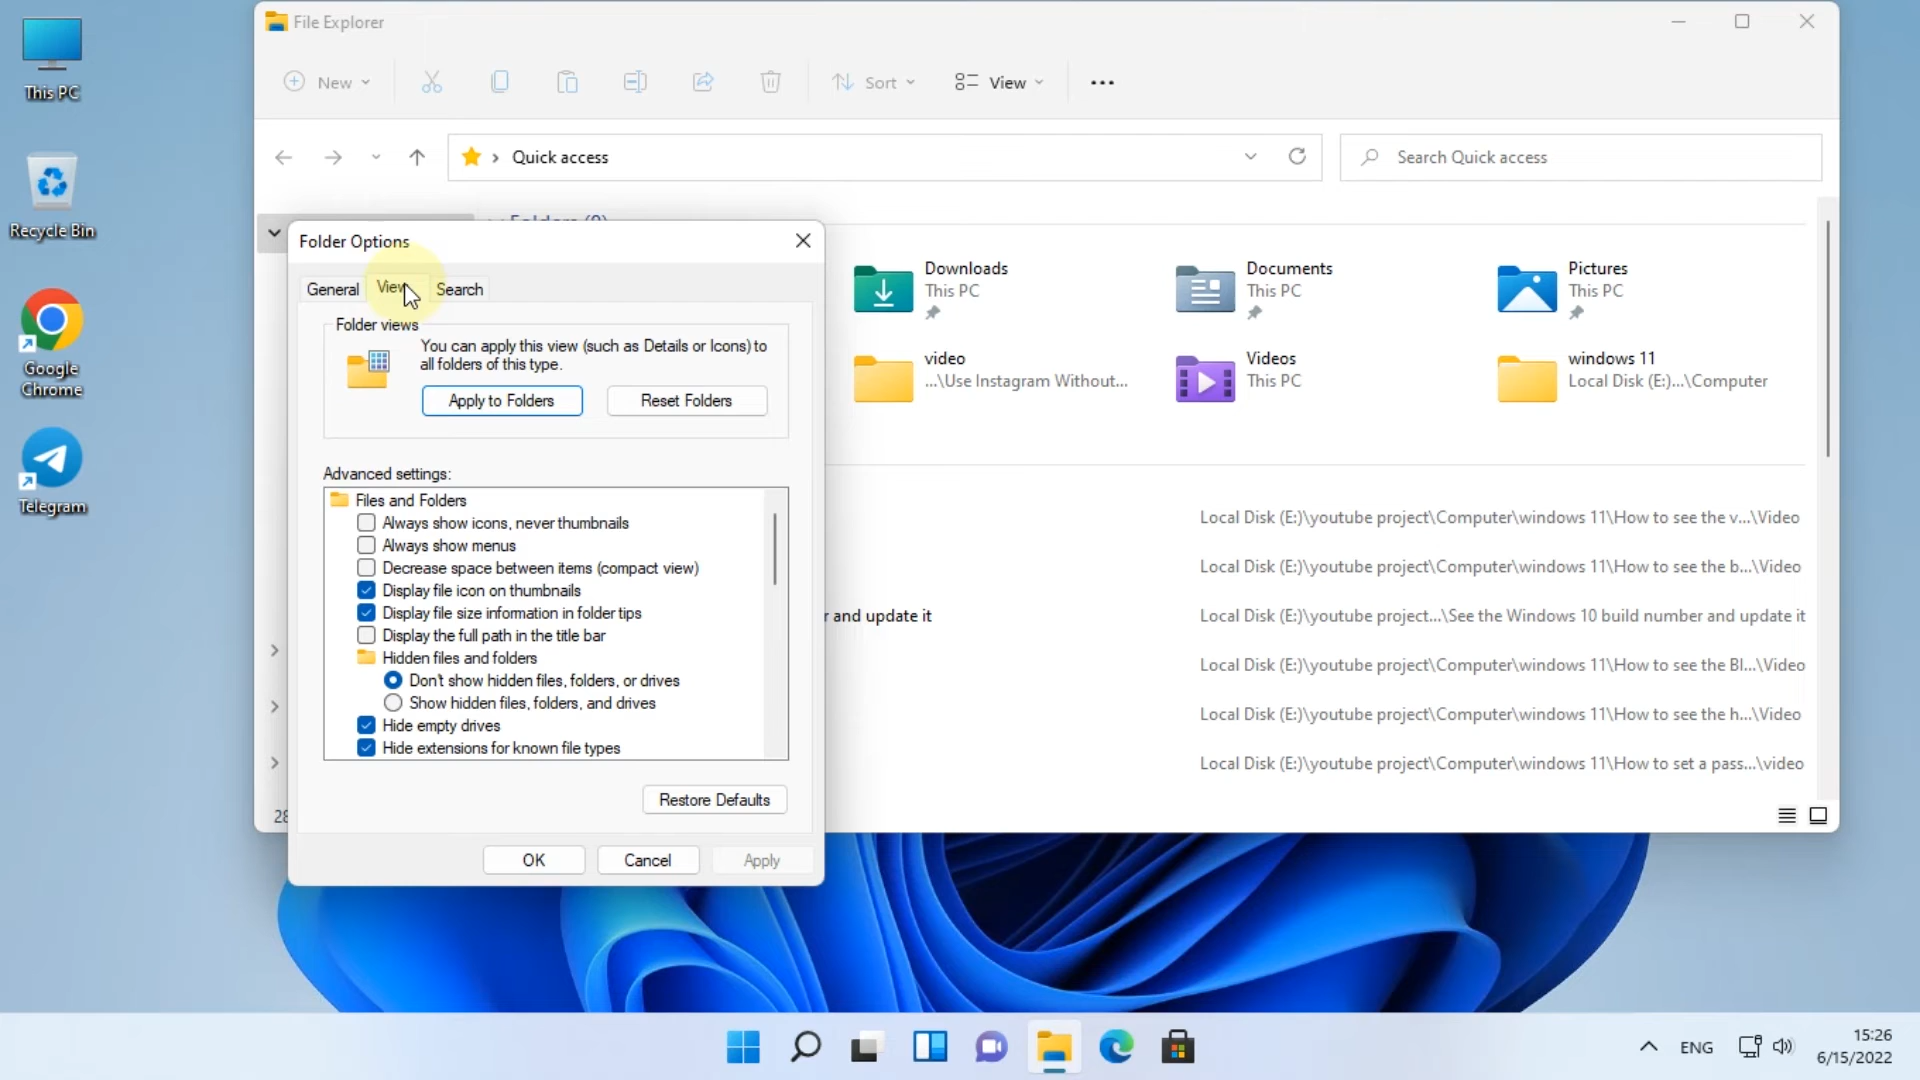 File Explorer
New
Sort
View
Quick access
Search Quick access
This PC
Recycle Bin
Google
Chrome
Telegram
Folder Options
General
View
Search
Folder views
You can apply this view (such as Details or Icons) to
all folders of this type.
Apply to Folders
Reset Folders
Advanced settings:
Files and Folders
Always show icons, never thumbnails
Always show menus
Decrease space between items (compact view)
Display file icon on thumbnails
Display file size information in folder tips
Display the full path in the title bar
Hidden files and folders
Don't show hidden files, folders, or drives
Show hidden files, folders, and drives
Hide empty drives
Hide extensions for known file types
Restore Defaults
OK
Cancel
Apply
Downloads
This PC
Documents
This PC
Pictures
This PC
video
...\Use Instagram Without...
Videos
This PC
windows 11
Local Disk (E:)...\Computer
Local Disk (E:)\youtube project\Computer\windows 11\How to see the v...\Video
Local Disk (E:)\youtube project\Computer\windows 11\How to see the b...\Video
r and update it
Local Disk (E:)\youtube project...\See the Windows 10 build number and update it
Local Disk (E:)\youtube project\Computer\windows 11\How to see the Bl...\Video
Local Disk (E:)\youtube project\Computer\windows 11\How to see the h...\Video
Local Disk (E:)\youtube project\Computer\windows 11\How to set a pass...\video
28
ENG
15:26
6/15/2022